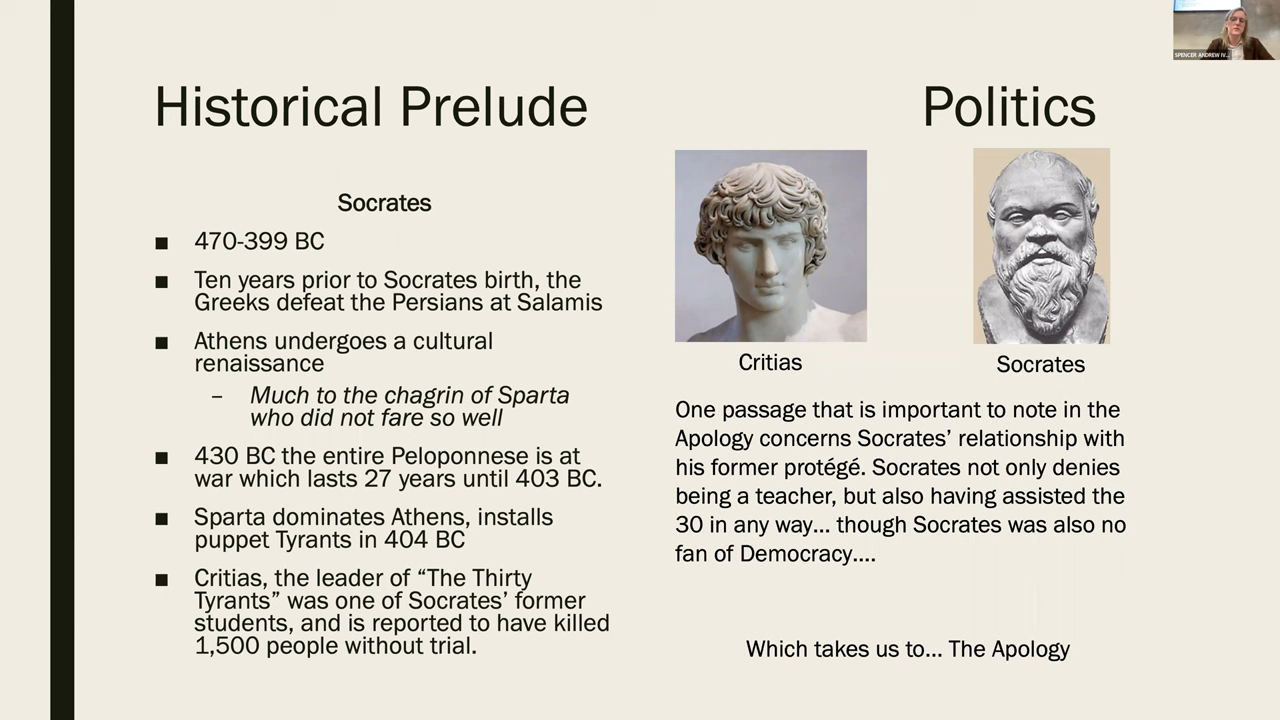 Historical Prelude
Politics
Socrates
■ 470-399 BC
■ Ten years prior to Socrates birth, the
Greeks defeat the Persians at Salamis
■ Athens undergoes a cultural
renaissance
– Much to the chagrin of Sparta
who did not fare so well
■ 430 BC the entire Peloponnese is at
war which lasts 27 years until 403 BC.
■ Sparta dominates Athens, installs
puppet Tyrants in 404 BC
■ Critias, the leader of “The Thirty
Tyrants” was one of Socrates’ former
students, and is reported to have killed
1,500 people without trial.
Critias
Socrates
One passage that is important to note in the
Apology concerns Socrates’ relationship with
his former protégé. Socrates not only denies
being a teacher, but also having assisted the
30 in any way... though Socrates was also no
fan of Democracy....
Which takes us to... The Apology
SPENCER ANDREW IV...